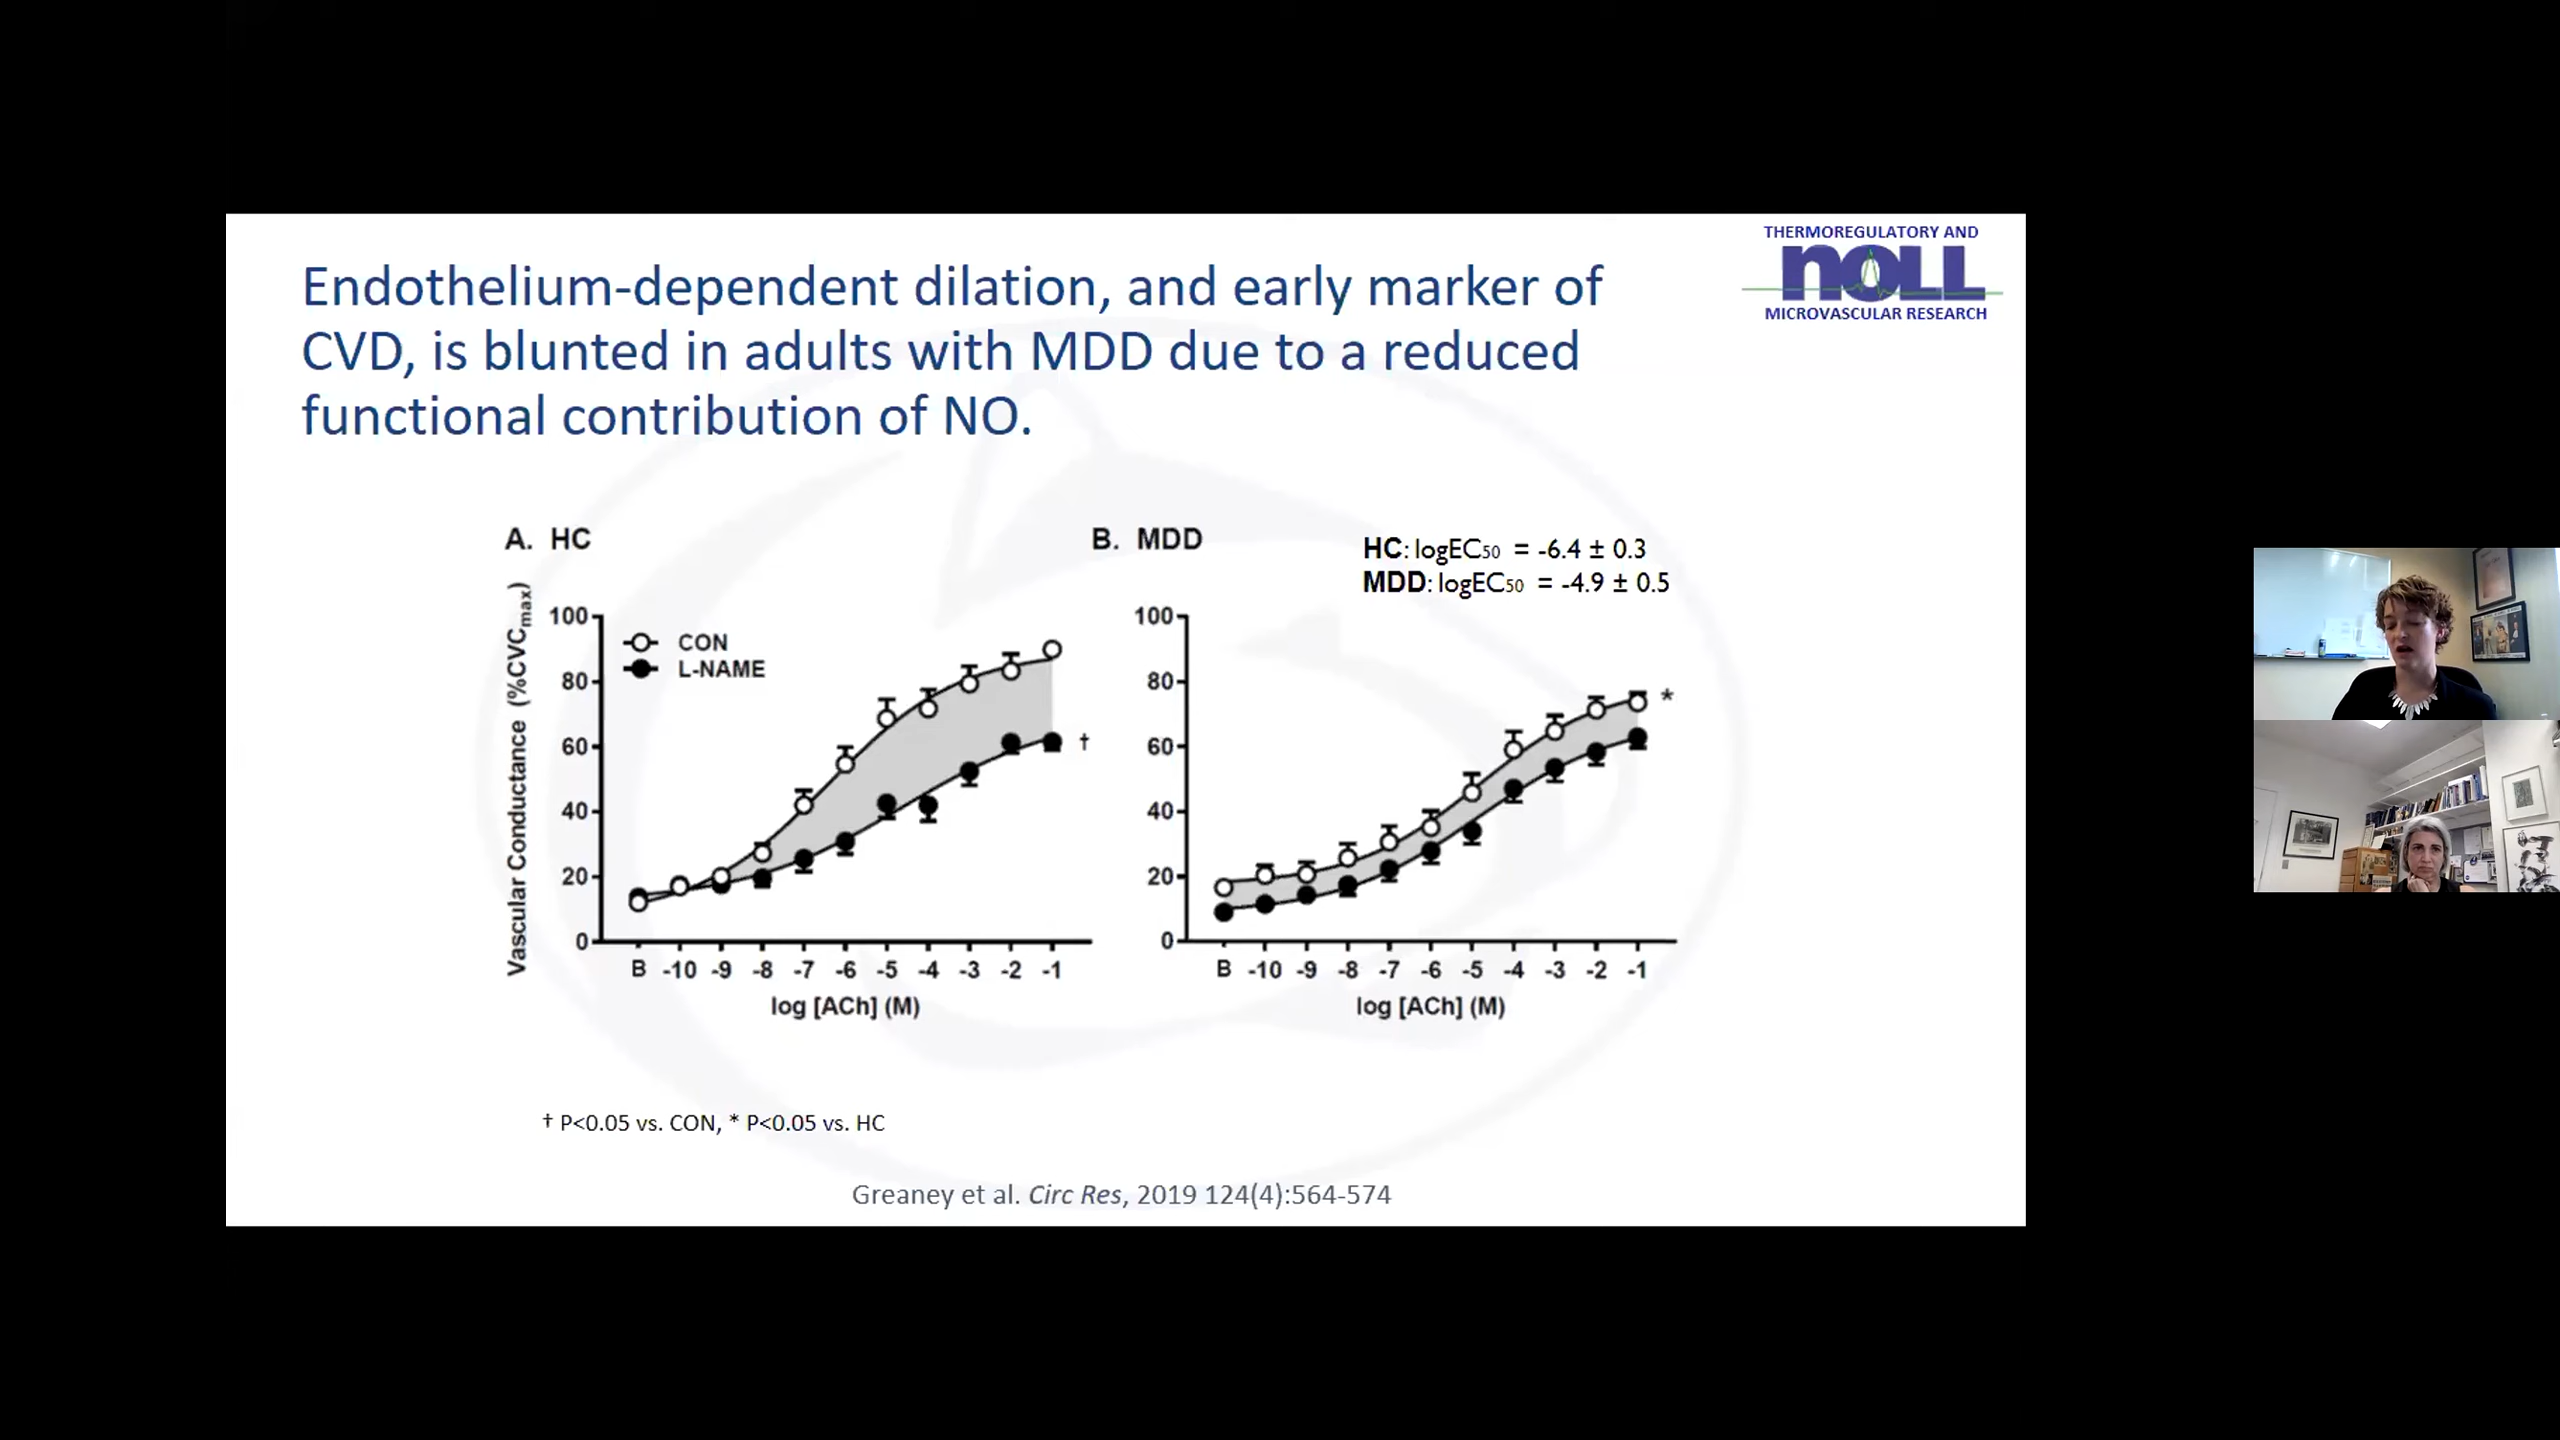 THERMOREGULATORY AND
noLL
MICROVASCULAR RESEARCH
Endothelium-dependent dilation, and early marker of
CVD, is blunted in adults with MDD due to a reduced
functional contribution of NO.
A. HC
Vascular Conductance (%CVCmax)
100
80
60
40
20
0
CON
L-NAME
†
B -10 -9 -8 -7 -6 -5 -4 -3 -2 -1
log [ACh] (M)
B. MDD
HC: logEC50 = -6.4 ± 0.3
MDD: logEC50 = -4.9 ± 0.5
100
80
60
40
20
0
*
B -10 -9 -8 -7 -6 -5 -4 -3 -2 -1
log [ACh] (M)
† P<0.05 vs. CON, * P<0.05 vs. HC
Greaney et al. Circ Res, 2019 124(4):564-574